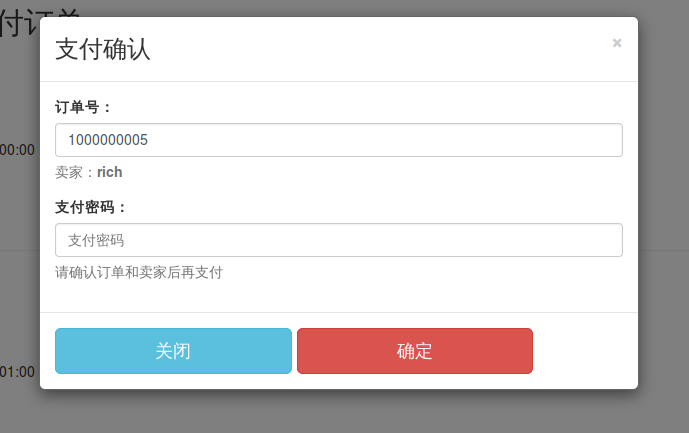 付订单
支付确认
×
订单号：
1000000005
00:00
卖家：rich
支付密码：
支付密码
请确认订单和卖家后再支付
关闭
确定
01:00